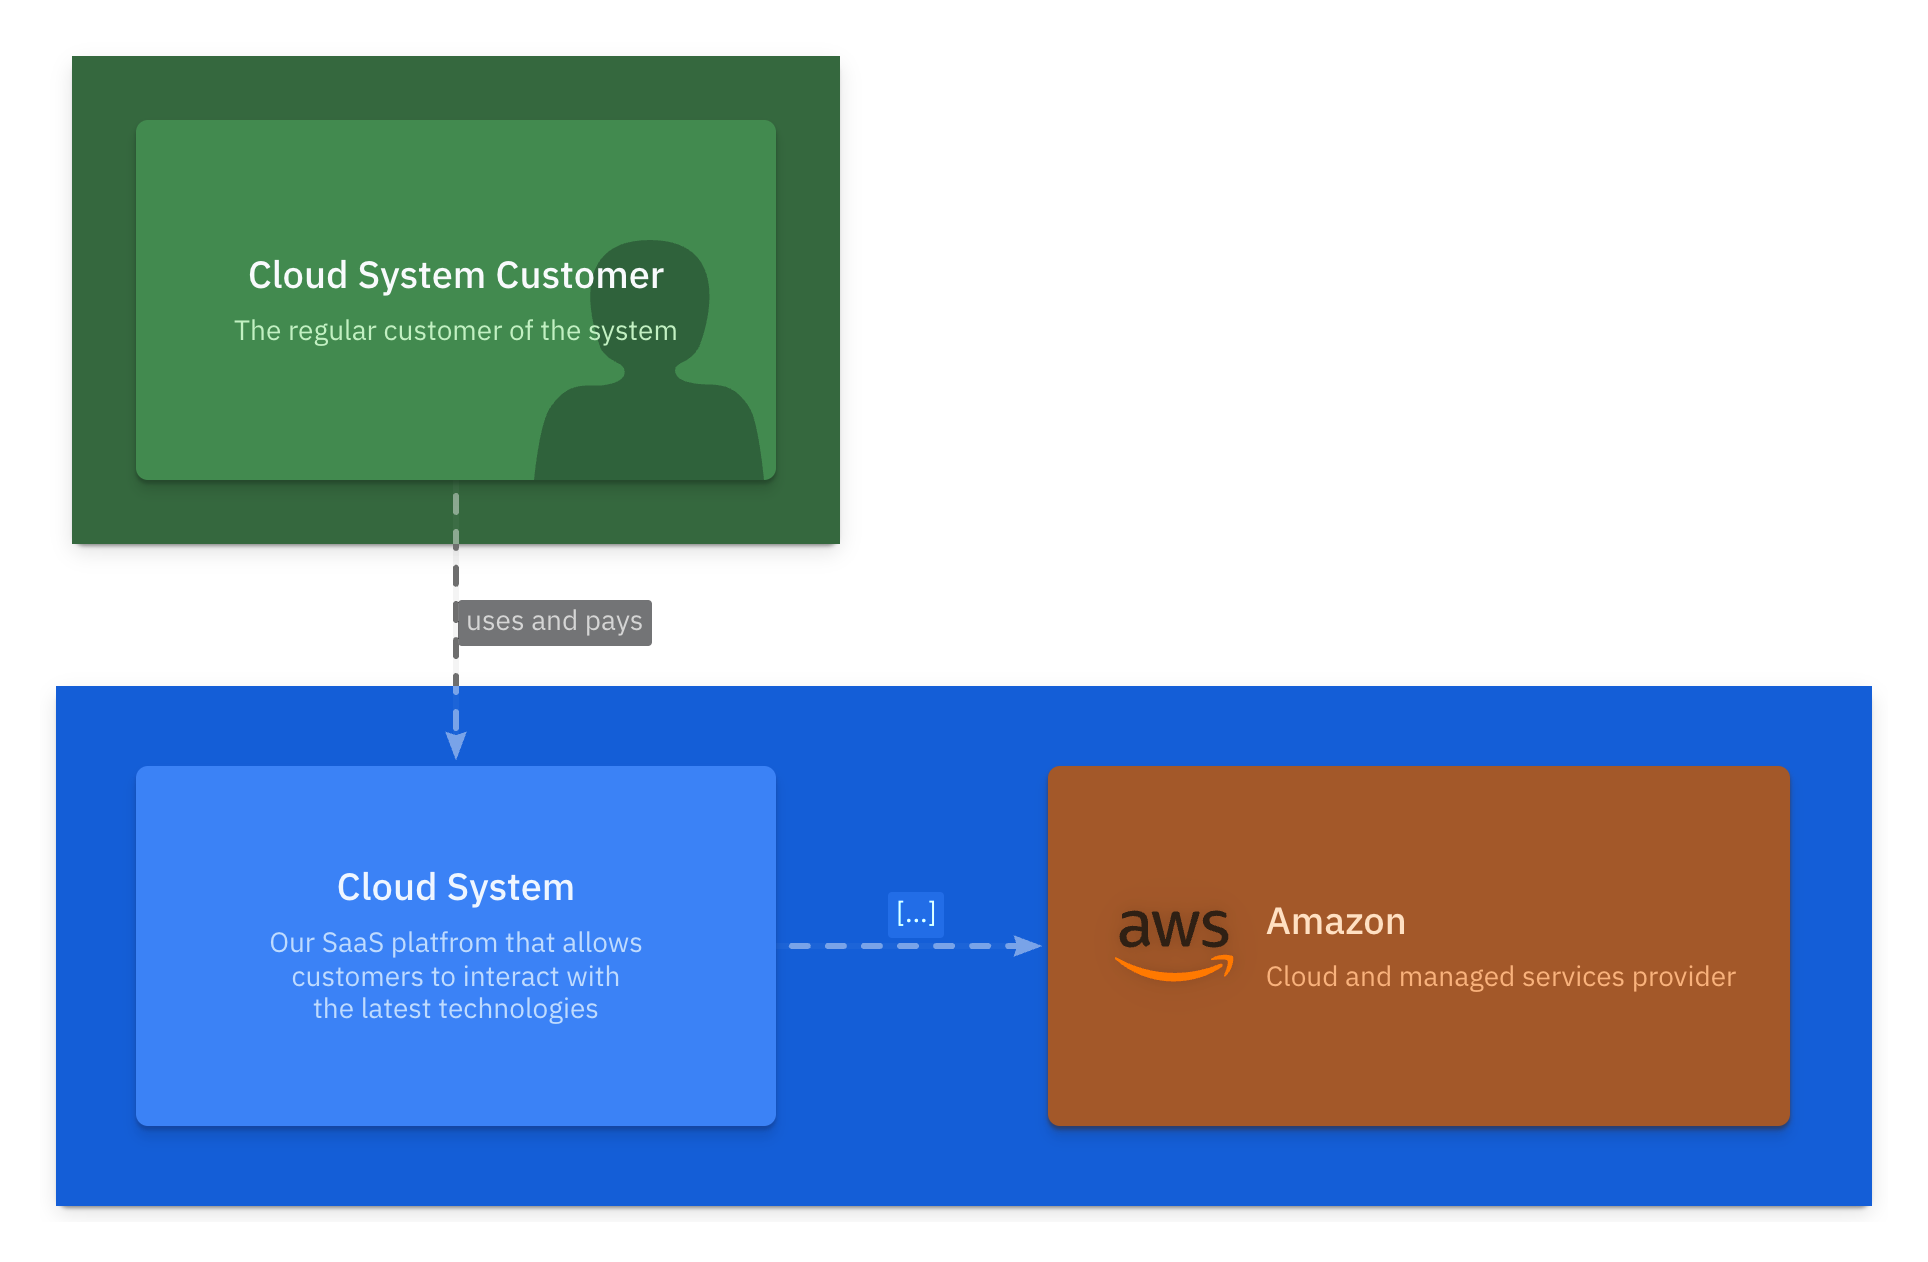 Cloud System Customer
The regular customer of the system
uses and pays
Cloud System
Our SaaS platfrom that allows
customers to interact with
the latest technologies
[...]
aws
Amazon
Cloud and managed services provider